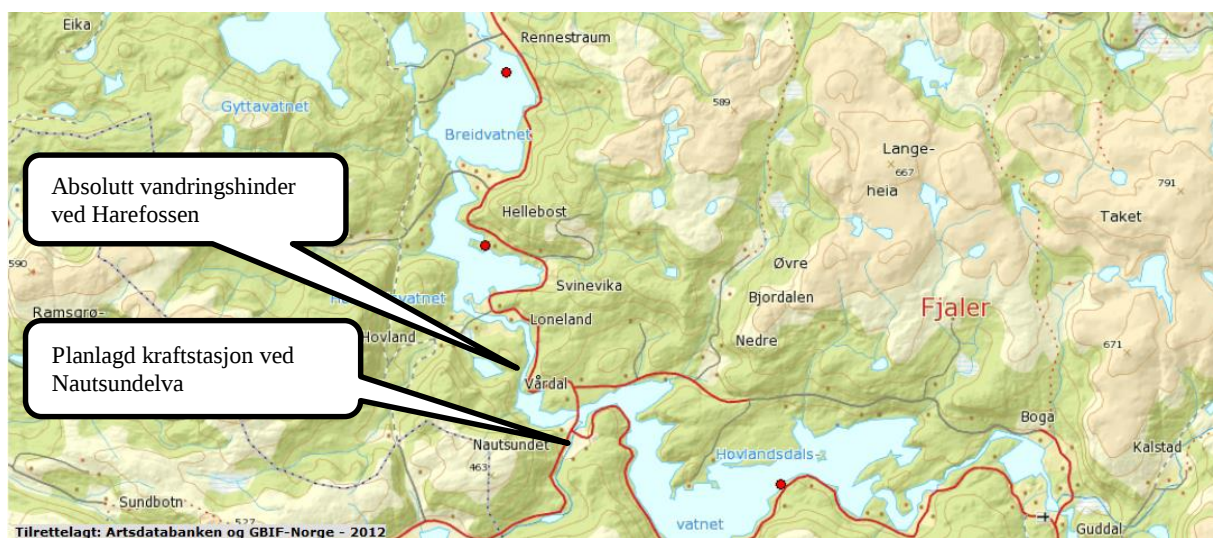 Eika
Rennestraum
Gyttavatnet
589
Breidvatnet
Absolutt vandringshinder
ved Harefossen
Lange-
667
heia
791
Taket
Hellebost
590
Øvre
Svinevika
Bjordalen
vatnet
Ramsgrø-
Loneland
Fjaler
Hovland
Nedre
671
Planlagd kraftstasjon ved
Nautsundelva
Vårdal
Boga
Nautsundet
463
Hovlandsdals-
Kalstad
Sundbotn
527
vatnet
Guddal
Tilrettelagt: Artsdatabanken og GBIF-Norge - 2012